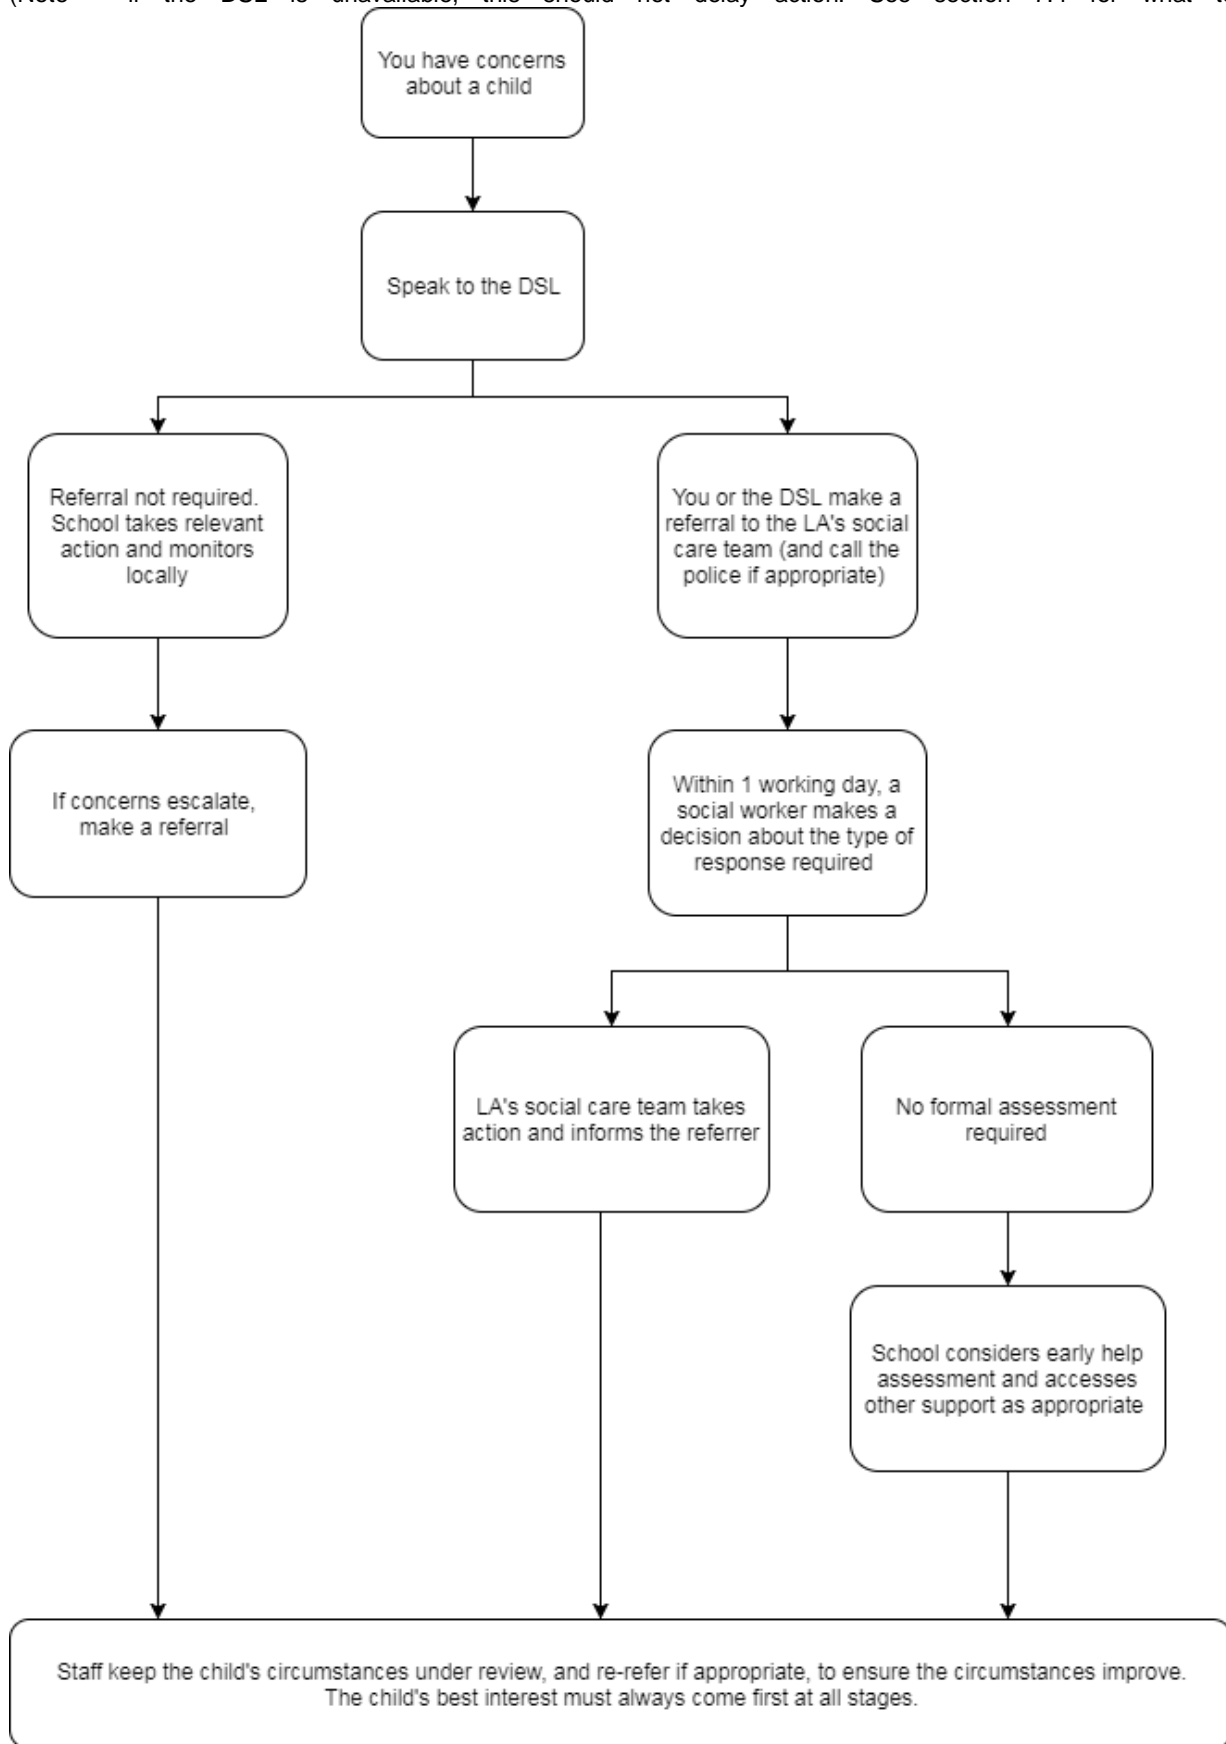 (Note – if the DSL is unavailable, this should not delay action. See section 7.4 for what t
You have concerns
about a child
Speak to the DSL
Referral not required.
School takes relevant
action and monitors
locally
You or the DSL make a
referral to the LA's social
care team (and call the
police if appropriate)
If concerns escalate,
make a referral
Within 1 working day, a
social worker makes a
decision about the type of
response required
LA's social care team takes
action and informs the referrer
No formal assessment
required
School considers early help
assessment and accesses
other support as appropriate
Staff keep the child's circumstances under review, and re-refer if appropriate, to ensure the circumstances improve.
The child's best interest must always come first at all stages.